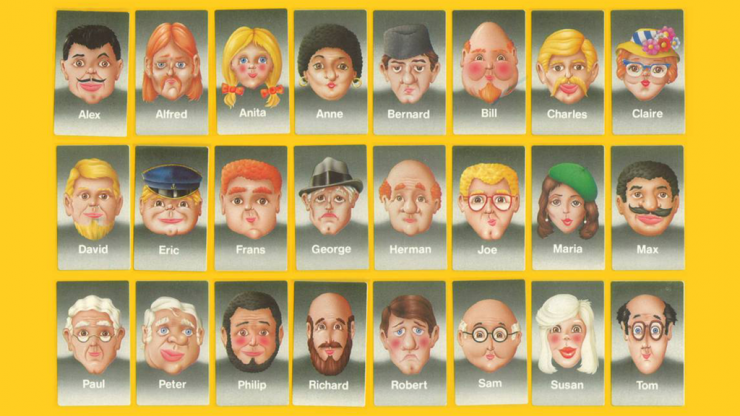 Alex
Alfred
Anita
Anne
Bernard
Bill
Charles
Claire
David
Eric
Frans
George
Herman
Joe
Maria
Max
Paul
Peter
Philip
Richard
Robert
Sam
Susan
Tom